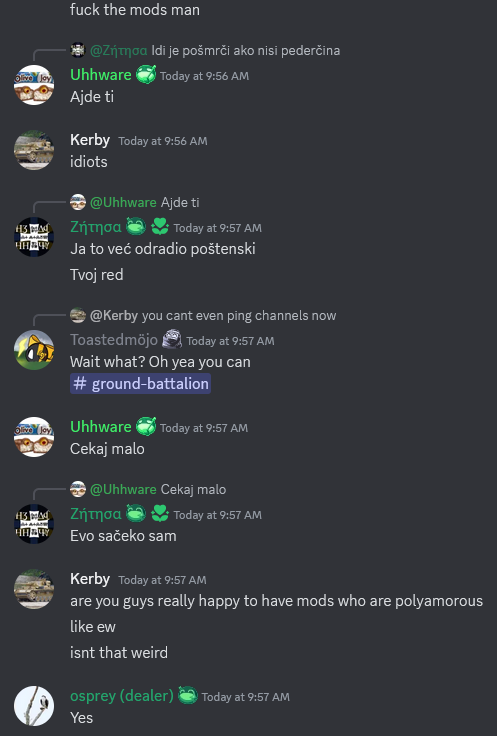 fuck the mods man
@Zήτησα Idi je pošmrči ako nisi pederčina
Uhhware Today at 9:56 AM
Ajde ti
Kerby Today at 9:56 AM
idiots
@Uhhware Ajde ti
Zήτησα Today at 9:57 AM
Ja to već odradio poštenski
Tvoj red
@Kerby you cant even ping channels now
Toastedmöjo Today at 9:57 AM
Wait what? Oh yea you can
# ground-battalion
Uhhware Today at 9:57 AM
Cekaj malo
@Uhhware Cekaj malo
Zήτησα Today at 9:57 AM
Evo sačeko sam
Kerby Today at 9:57 AM
are you guys really happy to have mods who are polyamorous
like ew
isnt that weird
osprey (dealer) Today at 9:57 AM
Yes